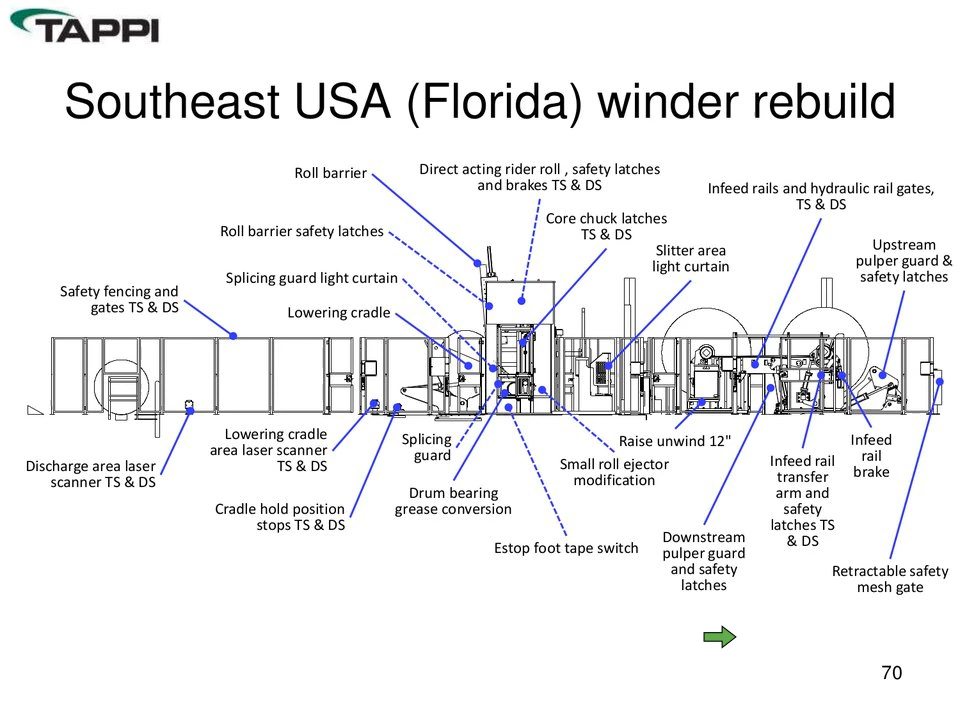 TAPPI
Southeast USA (Florida) winder rebuild
Roll barrier
Direct acting rider roll , safety latches
and brakes TS & DS
Infeed rails and hydraulic rail gates,
TS & DS
Core chuck latches
TS & DS
Roll barrier safety latches
Slitter area
light curtain
Upstream
pulper guard &
safety latches
Splicing guard light curtain
Safety fencing and
gates TS & DS
Lowering cradle
Lowering cradle
area laser scanner
TS & DS
Splicing
guard
Raise unwind 12"
Infeed
rail
brake
Discharge area laser
scanner TS & DS
Small roll ejector
modification
Infeed rail
transfer
arm and
safety
latches TS
& DS
Drum bearing
grease conversion
Cradle hold position
stops TS & DS
Estop foot tape switch
Downstream
pulper guard
and safety
latches
Retractable safety
mesh gate
70